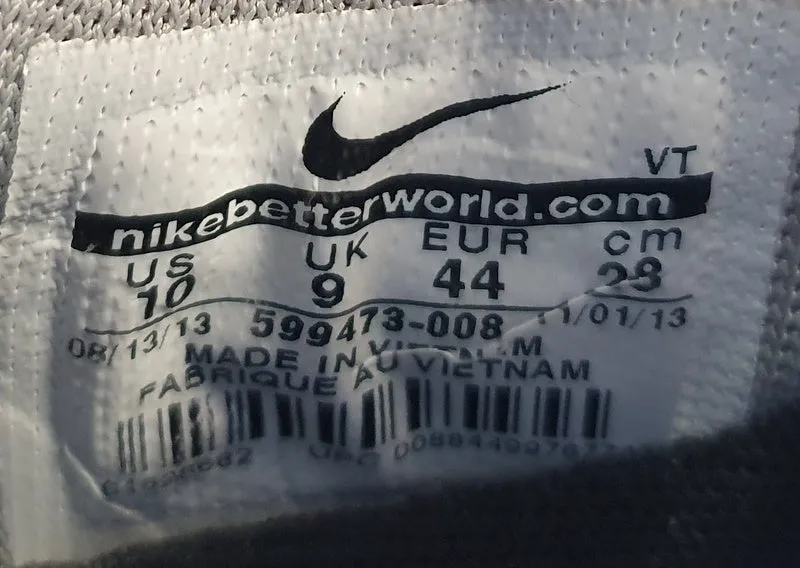 VT
nikebetterworld.com
US UK EUR cm
10 9 44 28
08/13/13 599473-008 11/01/13
MADE IN VIETNAM
FABRIQUE AU VIETNAM
UPC